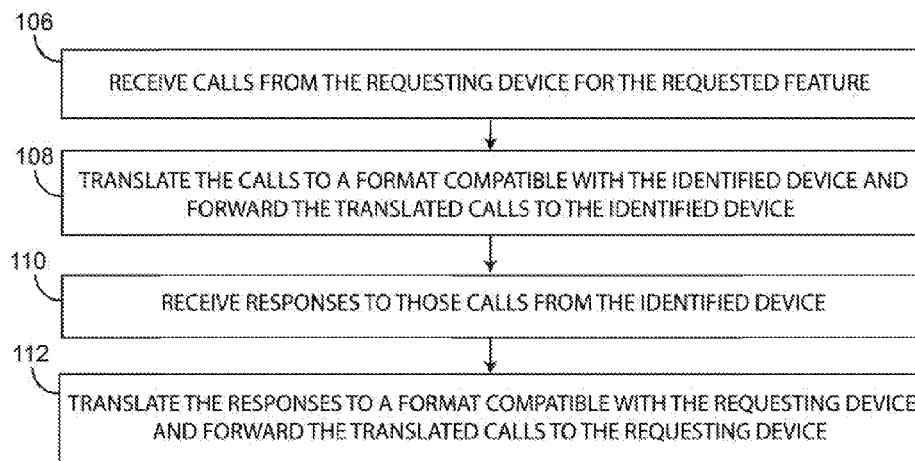 106
RECEIVE CALLS FROM THE REQUESTING DEVICE FOR THE REQUESTED FEATURE
108
TRANSLATE THE CALLS TO A FORMAT COMPATIBLE WITH THE IDENTIFIED DEVICE AND
FORWARD THE TRANSLATED CALLS TO THE IDENTIFIED DEVICE
110
RECEIVE RESPONSES TO THOSE CALLS FROM THE IDENTIFIED DEVICE
112
TRANSLATE THE RESPONSES TO A FORMAT COMPATIBLE WITH THE REQUESTING DEVICE
AND FORWARD THE TRANSLATED CALLS TO THE REQUESTING DEVICE